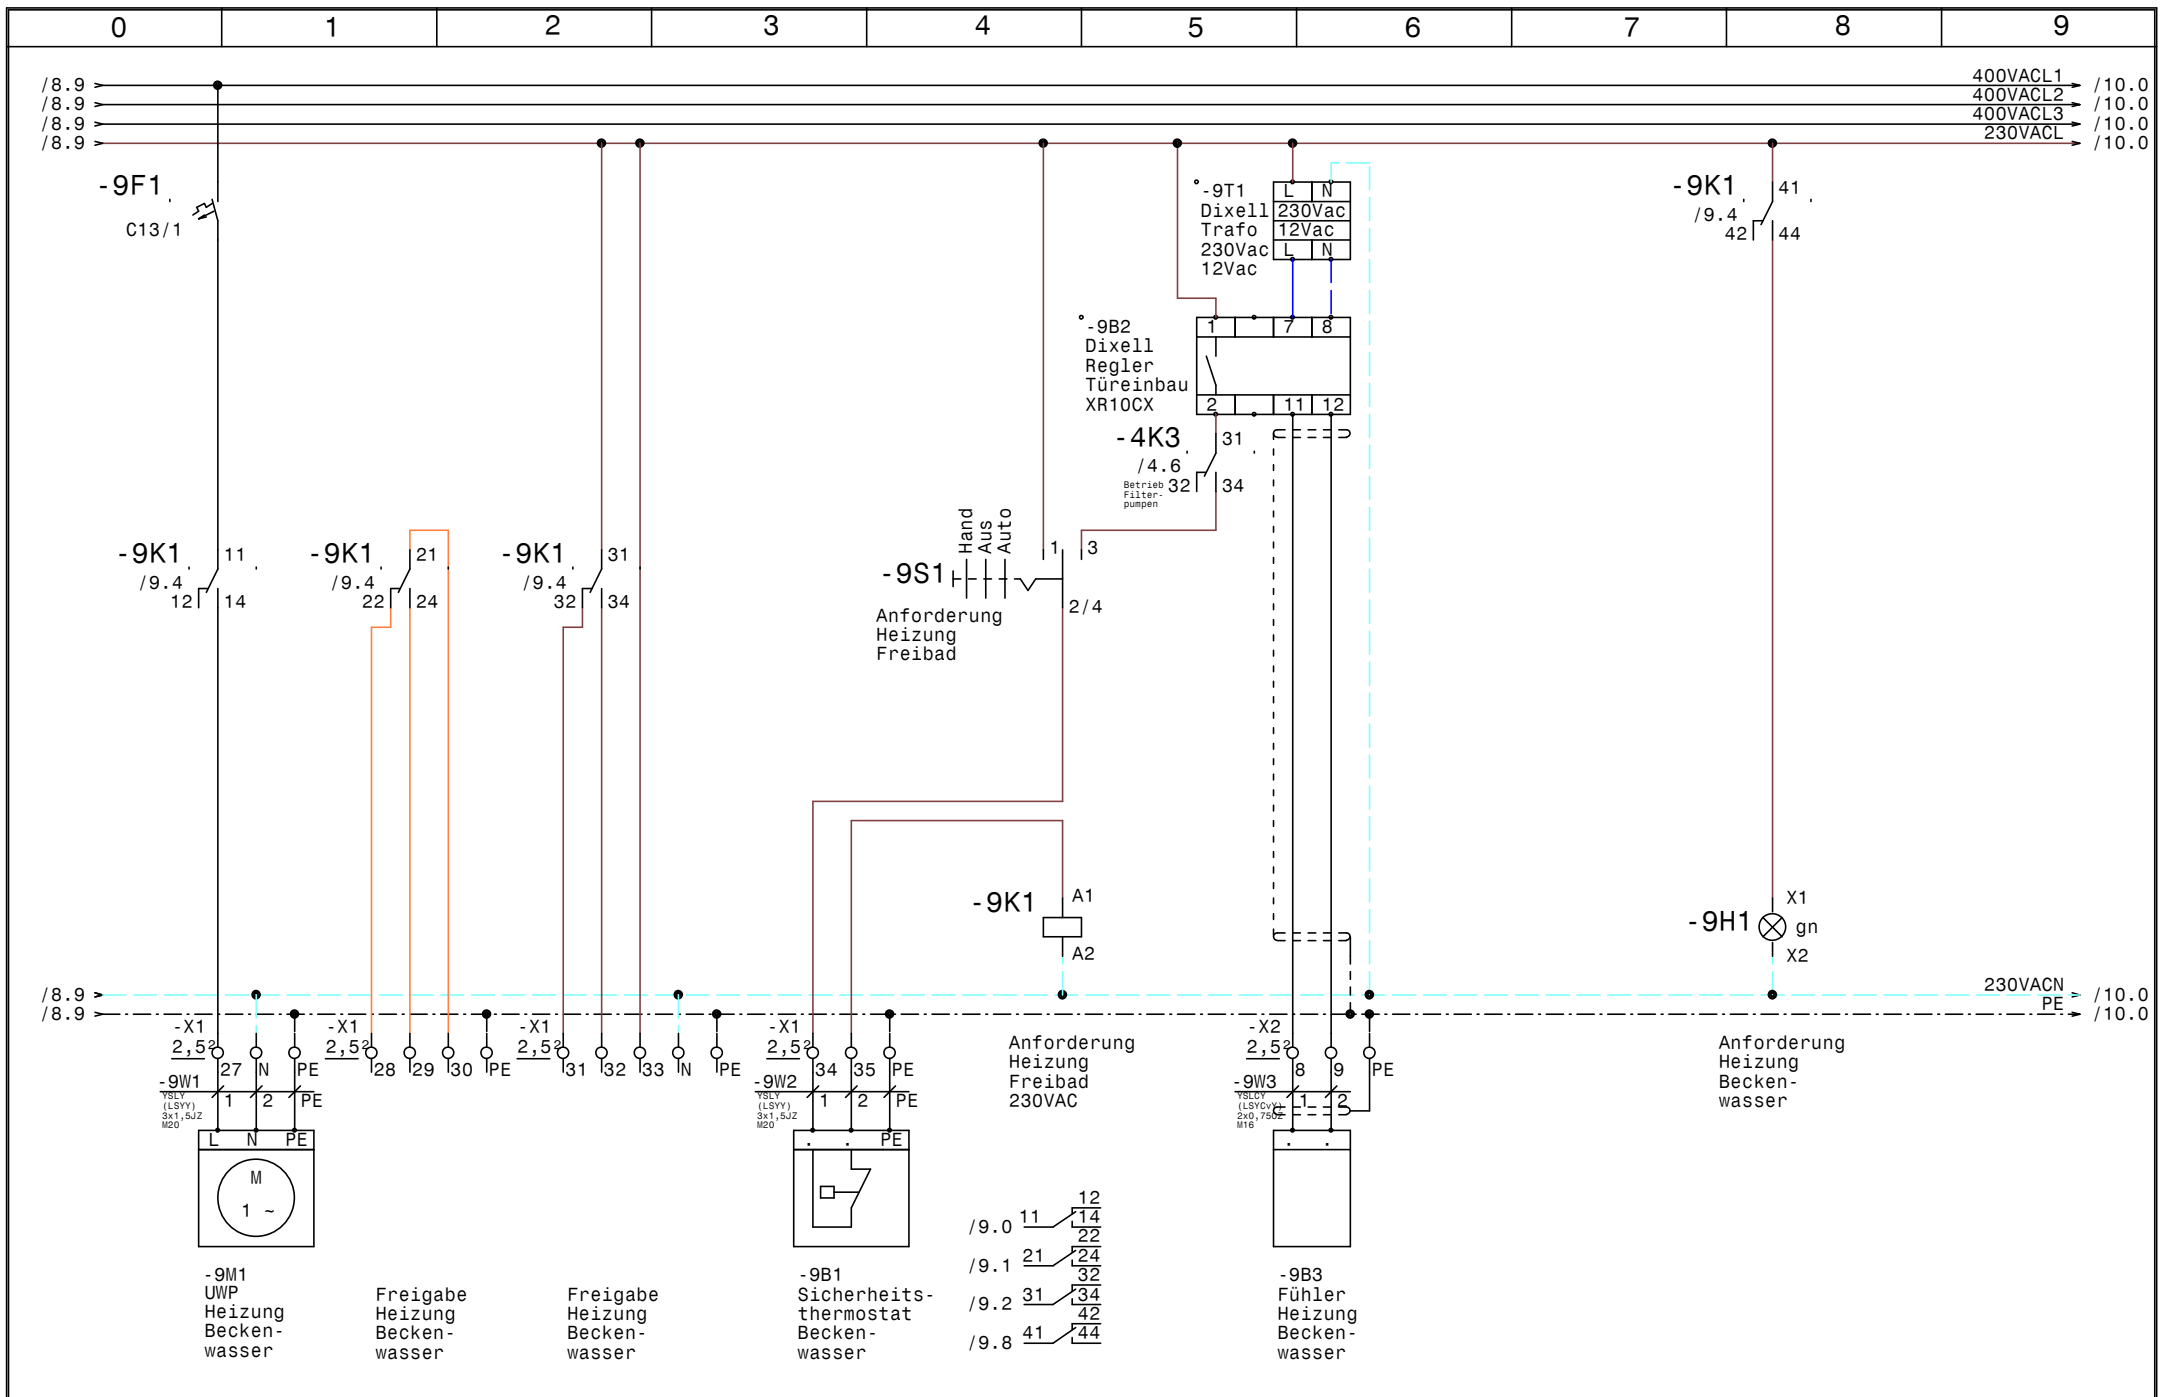 0 1 2 3 4 5 6 7 8 9
/8.9 400VACL1 /10.0
/8.9 400VACL2 /10.0
/8.9 400VACL3 /10.0
/8.9 230VACL /10.0
-9F1
C13/1
-9T1
Dixell
Trafo
230Vac
12Vac
L N
230Vac
12Vac
L N
-9K1
/9.4
41
42 44
-9B2
Dixell
Regler
Türeinbau
XR10CX
1 7 8
2 11 12
-4K3
/4.6
Betrieb
Filter-
pumpen
31
32 34
-9K1
/9.4
11
12 14
-9K1
/9.4
21
22 24
-9K1
/9.4
31
32 34
Hand
Aus
Auto
-9S1
1 3
2/4
Anforderung
Heizung
Freibad
-9K1
A1
A2
-9H1
X1
gn
X2
/8.9 230VACN /10.0
/8.9 PE /10.0
-X1
2,5²
27 N PE
-9W1
YSLY
(LSYY)
3x1,5JZ
M20
1 2 PE
L N PE
M
1 ~
-9M1
UWP
Heizung
Becken-
wasser
-X1
2,5²
28 29 30 PE
Freigabe
Heizung
Becken-
wasser
-X1
2,5²
31 32 33 N PE
Freigabe
Heizung
Becken-
wasser
-X1
2,5²
34 35 PE
-9W2
YSLY
(LSYY)
3x1,5JZ
M20
1 2 PE
. . PE
-9B1
Sicherheits-
thermostat
Becken-
wasser
Anforderung
Heizung
Freibad
230VAC
12
/9.0 11 14
22
/9.1 21 24
32
/9.2 31 34
42
/9.8 41 44
-X2
2,5²
8 9 PE
-9W3
YSLCY
(LSYCvY)
2x0,75OZ
M16
1 2
. .
-9B3
Fühler
Heizung
Becken-
wasser
Anforderung
Heizung
Becken-
wasser